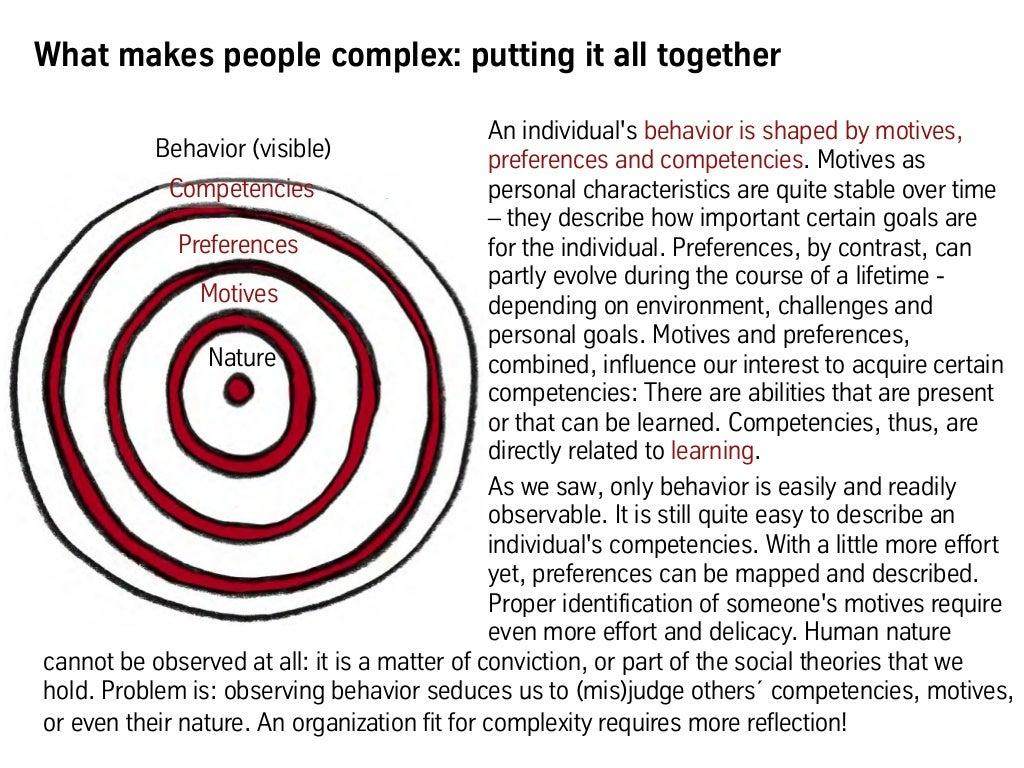 What makes people complex: putting it all together
Behavior (visible)
Competencies
Preferences
Motives
Nature
An individual's behavior is shaped by motives,
preferences and competencies. Motives as
personal characteristics are quite stable over time
– they describe how important certain goals are
for the individual. Preferences, by contrast, can
partly evolve during the course of a lifetime -
depending on environment, challenges and
personal goals. Motives and preferences,
combined, influence our interest to acquire certain
competencies: There are abilities that are present
or that can be learned. Competencies, thus, are
directly related to learning.
As we saw, only behavior is easily and readily
observable. It is still quite easy to describe an
individual's competencies. With a little more effort
yet, preferences can be mapped and described.
Proper identification of someone's motives require
even more effort and delicacy. Human nature
cannot be observed at all: it is a matter of conviction, or part of the social theories that we
hold. Problem is: observing behavior seduces us to (mis)judge others´ competencies, motives,
or even their nature. An organization fit for complexity requires more reflection!